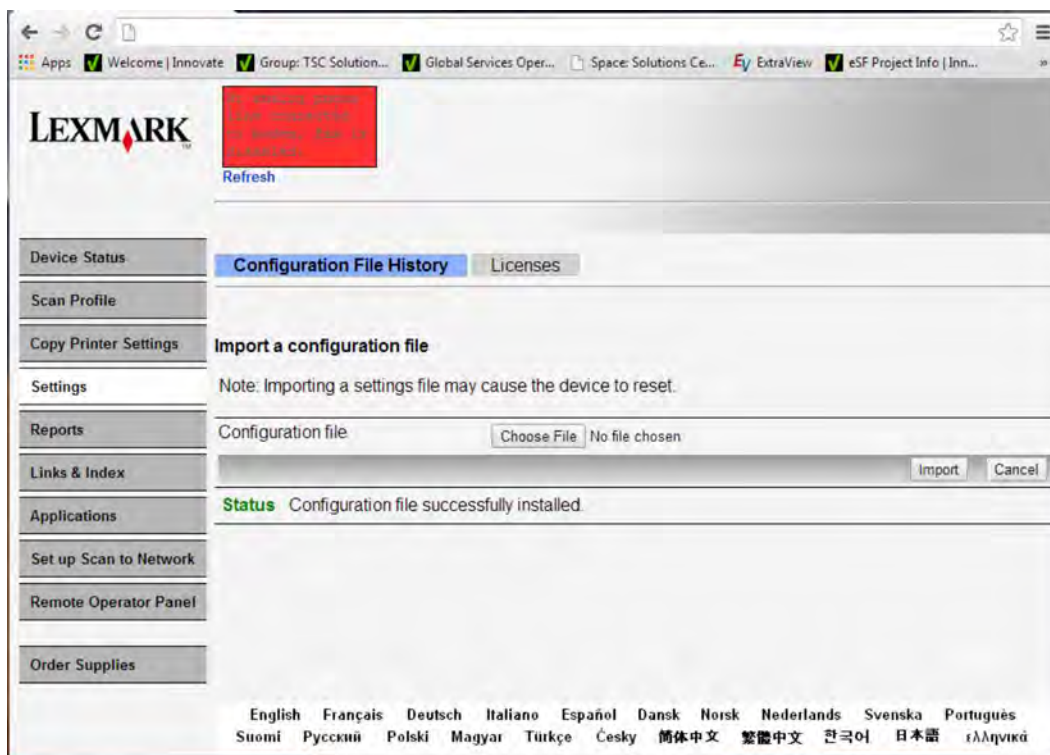 Apps Welcome | Innovate Group: TSC Solution... Global Services Oper... Space: Solutions Ce... Ev ExtraView eSF Project Info | Inn... »
LEXMARK
Refresh
Device Status
Scan Profile
Copy Printer Settings
Settings
Reports
Links & Index
Applications
Set up Scan to Network
Remote Operator Panel
Order Supplies
Configuration File History Licenses
Import a configuration file
Note: Importing a settings file may cause the device to reset.
Configuration file Choose File No file chosen
Import Cancel
Status Configuration file successfully installed.
English Français Deutsch Italiano Español Dansk Norsk Nederlands Svenska Português
Suomi Русский Polski Magyar Türkçe Česky 简体中文 繁體中文 한국어 日本語 ελληνικά